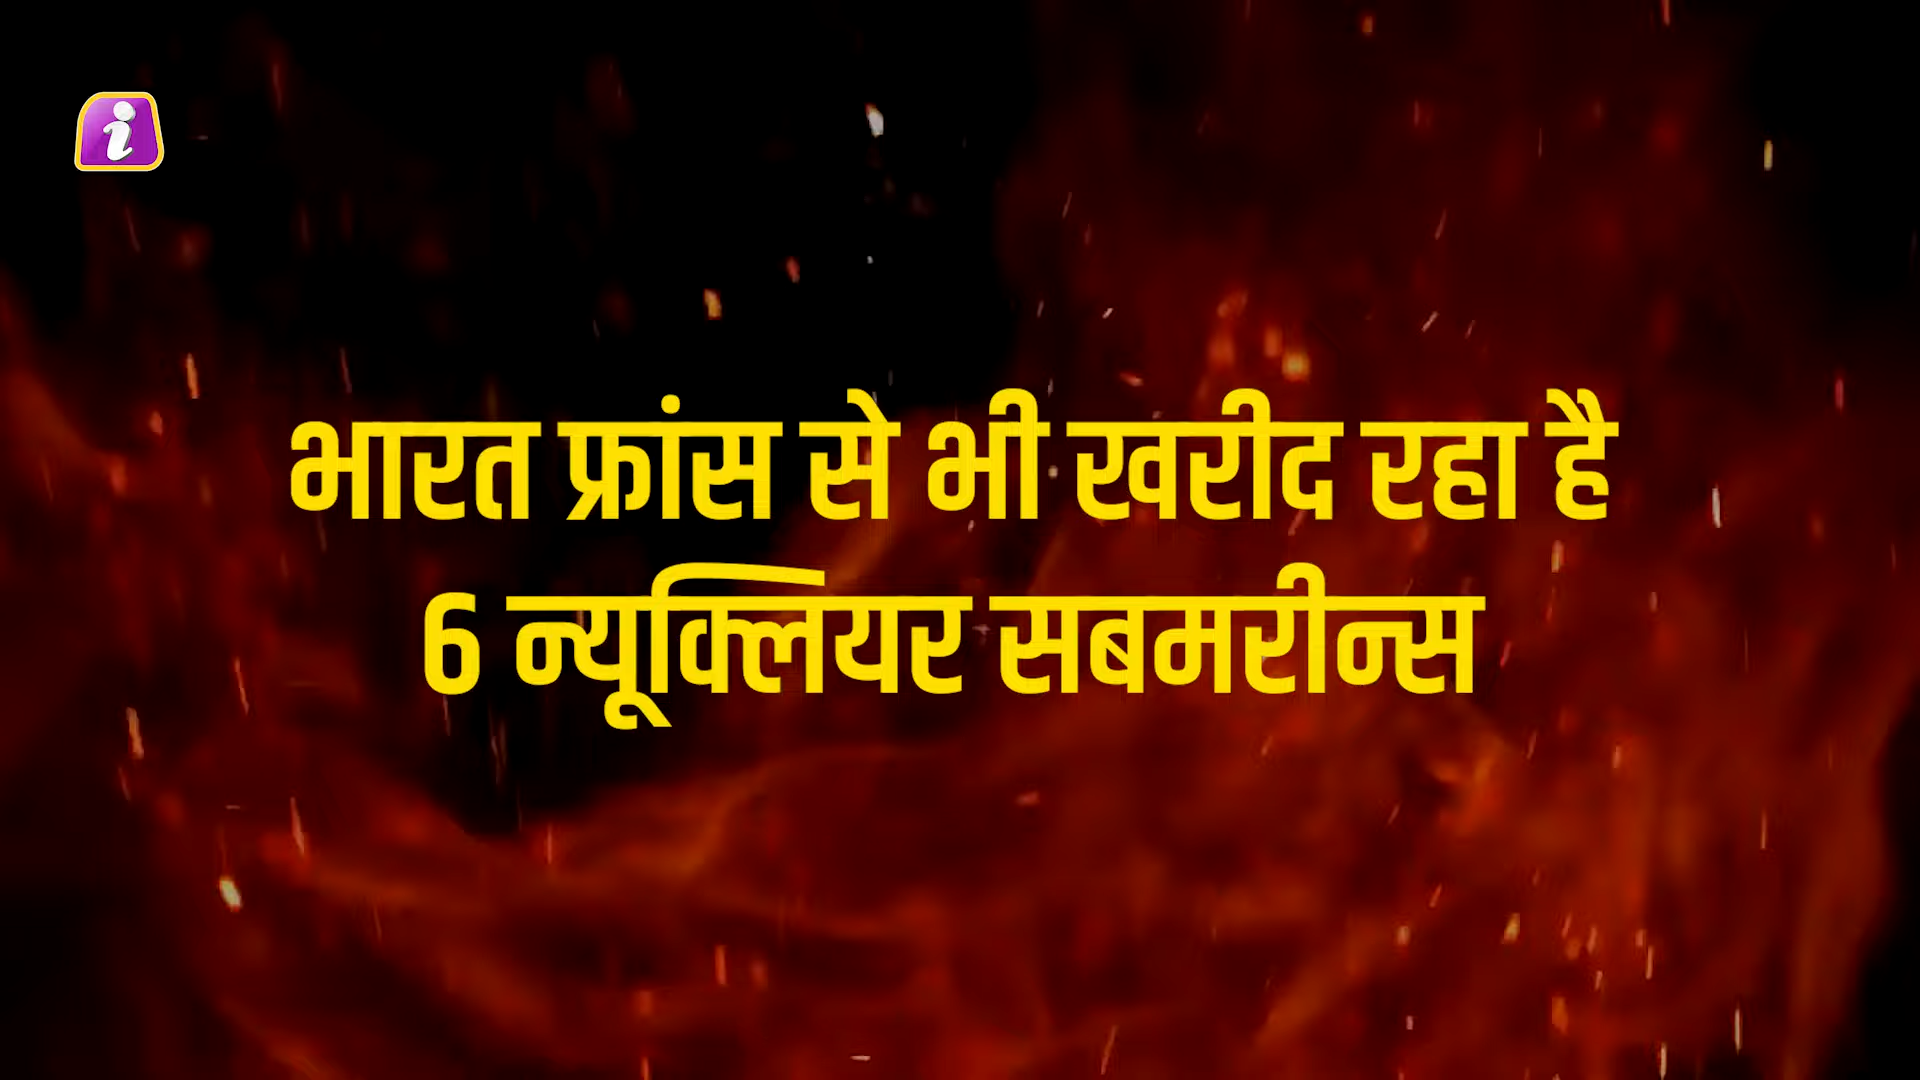 i
भारत फ्रांस से भी खरीद रहा है
6 न्यूक्लियर सबमरीन्स